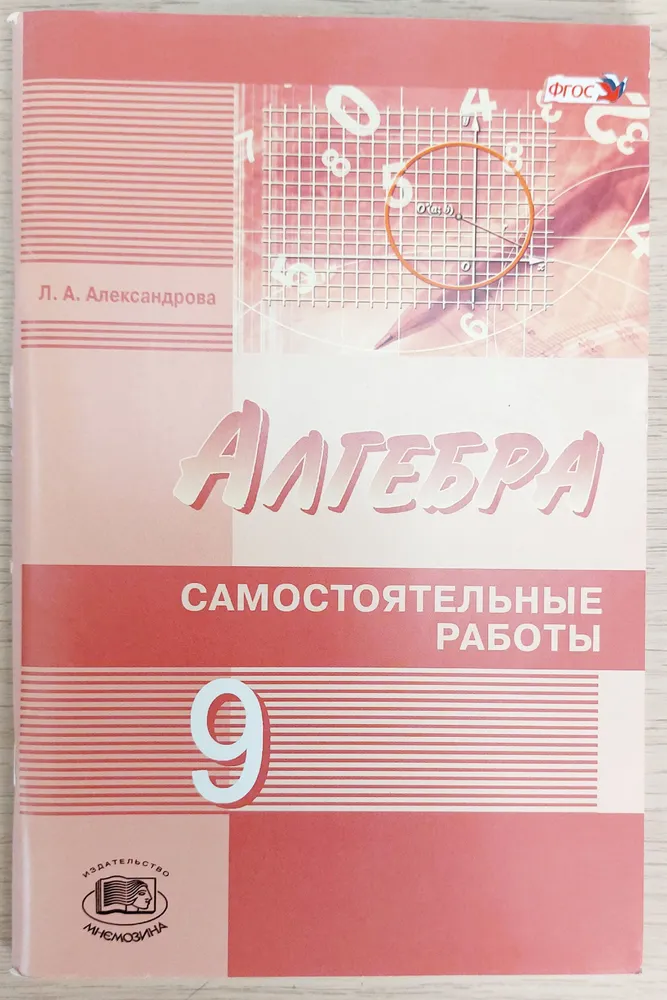 ФГОС
Л. А. Александрова
АЛГЕБРА
САМОСТОЯТЕЛЬНЫЕ
РАБОТЫ
9
ИЗДАТЕЛЬСТВО
МНЕМОЗИНА